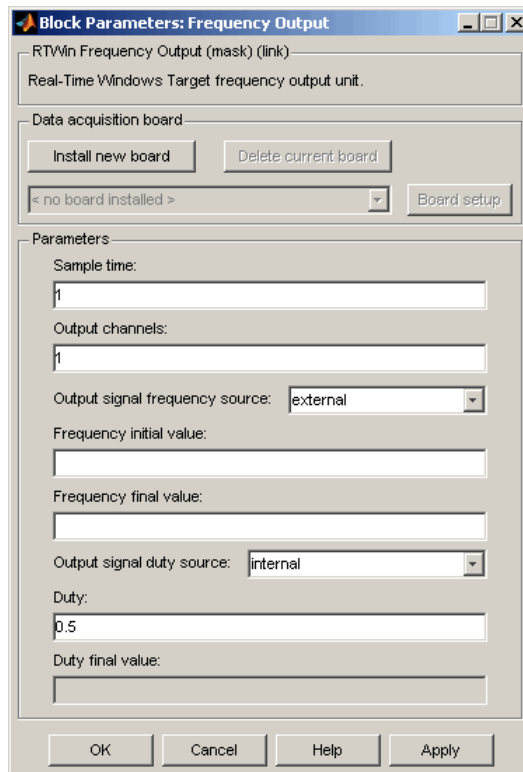 Block Parameters: Frequency Output
RTWin Frequency Output (mask) (link)
Real-Time Windows Target frequency output unit.
Data acquisition board
Install new board Delete current board
< no board installed > Board setup
Parameters
Sample time:
1
Output channels:
1
Output signal frequency source: external
Frequency initial value:
Frequency final value:
Output signal duty source: internal
Duty:
0.5
Duty final value:
OK Cancel Help Apply